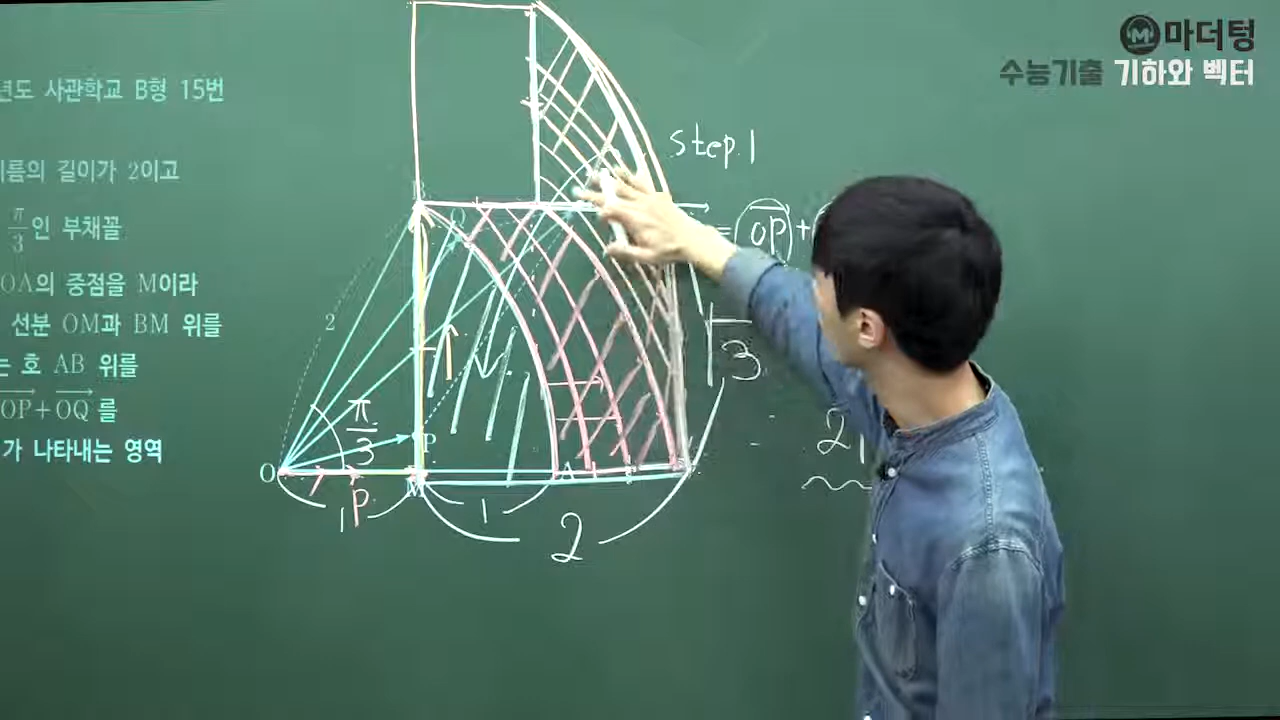 마더텅
수능기출 기하와 벡터
년도 사관학교 B형 15번
름의 길이가 2이고
π/3인 부채꼴
OA의 중점을 M이라
선분 OM과 BM 위를
는 호 AB 위를
OP+OQ 를
가 나타내는 영역
step.1
= OP +
2
Q
π/3
P
O
M
A
1
P
1
2
√3
2